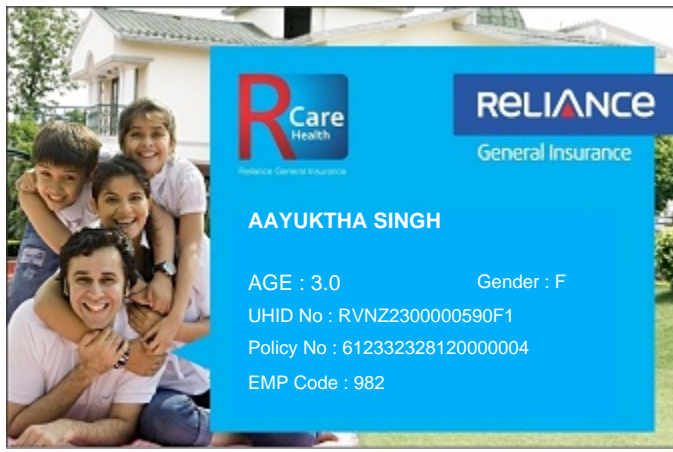 R Care
Health
Reliance General Insurance
RELIANCE
General Insurance
AAYUKTHA SINGH
AGE : 3.0 Gender : F
UHID No : RVNZ2300000590F1
Policy No : 612332328120000004
EMP Code : 982